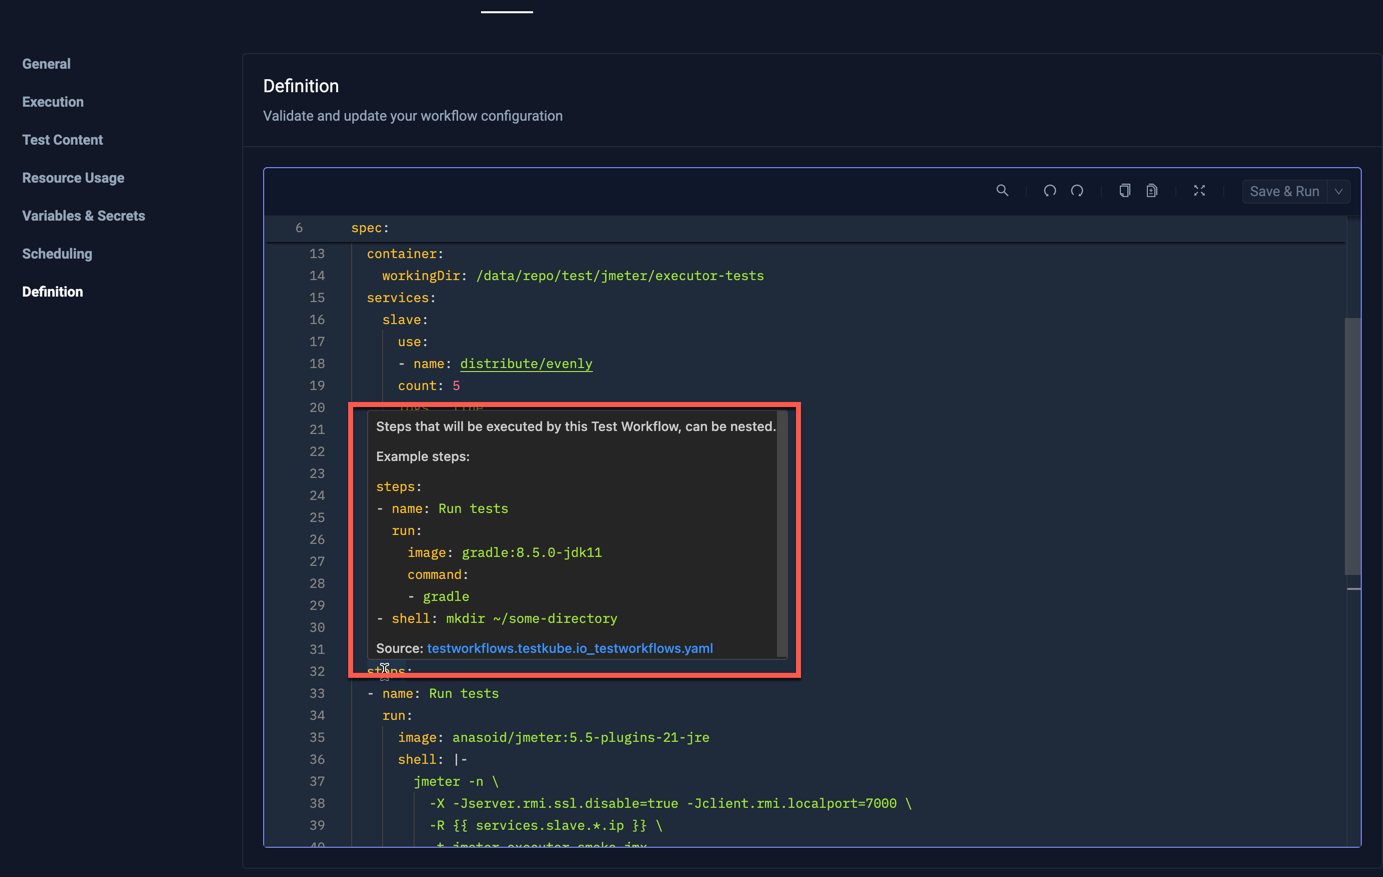 General
Execution
Test Content
Resource Usage
Variables & Secrets
Scheduling
Definition
Definition
Validate and update your workflow configuration
Save & Run
6 spec:
13 container:
14 workingDir: /data/repo/test/jmeter/executor-tests
15 services:
16 slave:
17 use:
18 - name: distribute/evenly
19 count: 5
20
21
22
23
24
25
26
27
28
29
30
31
Steps that will be executed by this Test Workflow, can be nested.
Example steps:
steps:
- name: Run tests
run:
image: gradle:8.5.0-jdk11
command:
- gradle
- shell: mkdir ~/some-directory
Source: testworkflows.testkube.io_testworkflows.yaml
32 steps:
33 - name: Run tests
34 run:
35 image: anasoid/jmeter:5.5-plugins-21-jre
36 shell: |-
37 jmeter -n \
38 -X -Jserver.rmi.ssl.disable=true -Jclient.rmi.localport=7000 \
39 -R {{ services.slave.*.ip }} \
40 -t jmeter-executor-smoke.jmx